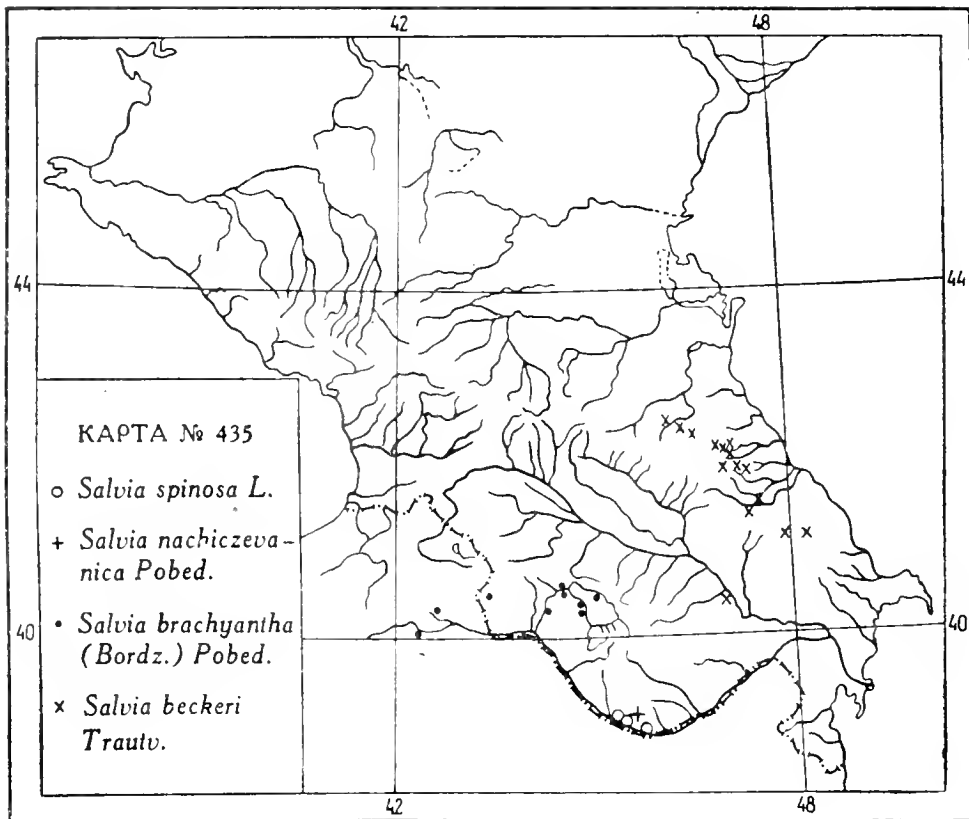 42 48
44 44
КАРТА № 435
o Salvia spinosa L.
+ Salvia nachiczeva-
nica Pobed.
• Salvia brachyantha
(Bordz.) Pobed.
x Salvia beckeri
Trautv.
40 40
42 48